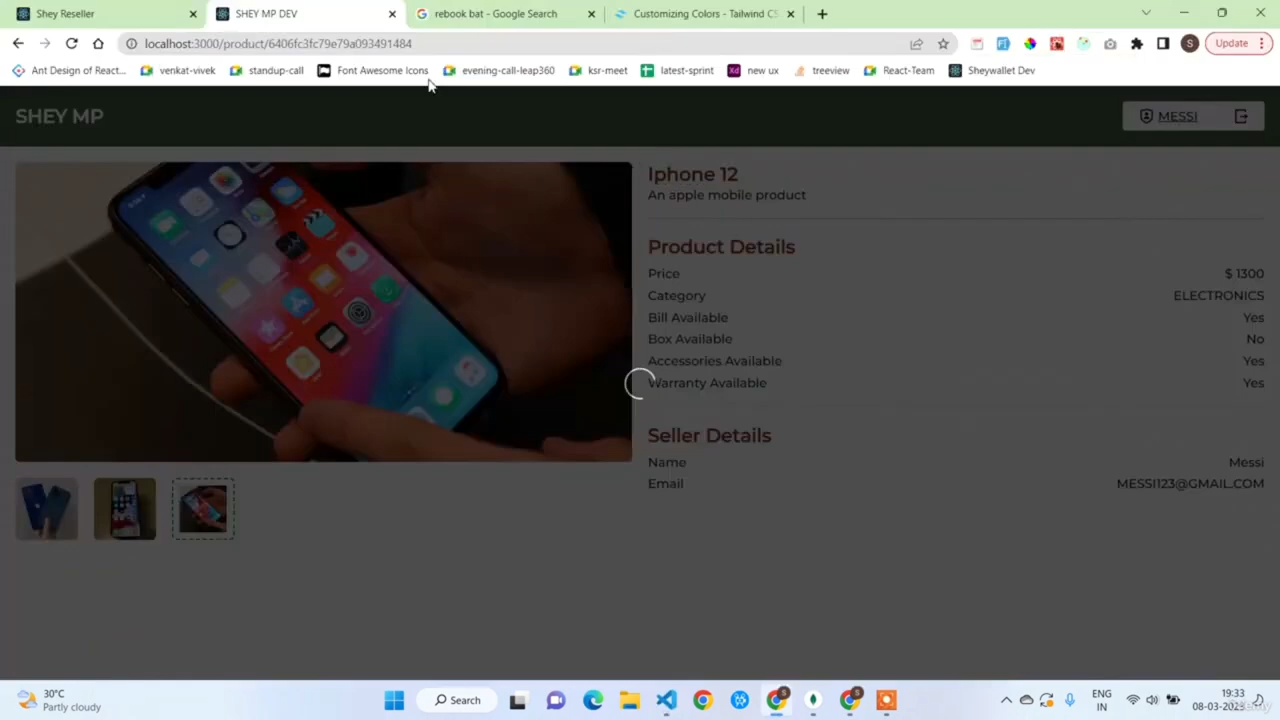 Shey Reseller
SHEY MP DEV
rebook bat - Google Search
Customizing Colors - Tailwind CS
localhost:3000/product/6406fc3fc79e79a093491484
S
Update
Ant Design of React...
venkat-vivek
standup-call
Font Awesome Icons
evening-call-leap360
ksr-meet
latest-sprint
Xd new ux
treeview
React-Team
Sheywallet Dev
SHEY MP
MESSI
Iphone 12
An apple mobile product
Product Details
Price $ 1300
Category ELECTRONICS
Bill Available Yes
Box Available No
Accessories Available Yes
Warranty Available Yes
Seller Details
Name Messi
Email MESSI123@GMAIL.COM
30°C
Partly cloudy
Search
ENG
IN
19:33
08-03-2023